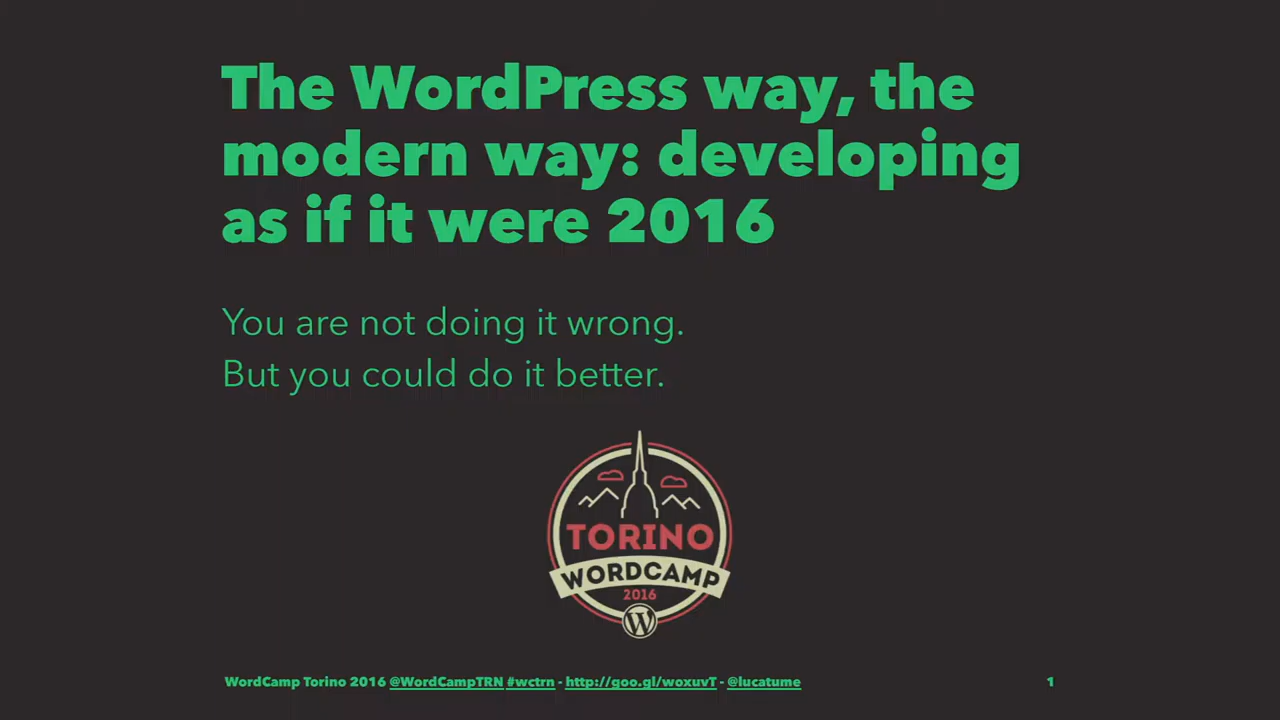 The WordPress way, the
modern way: developing
as if it were 2016
You are not doing it wrong.
But you could do it better.
TORINO
WORDCAMP
2016
W
WordCamp Torino 2016 @WordCampTRN #wctrn - http://goo.gl/woxuvT - @lucatume
1